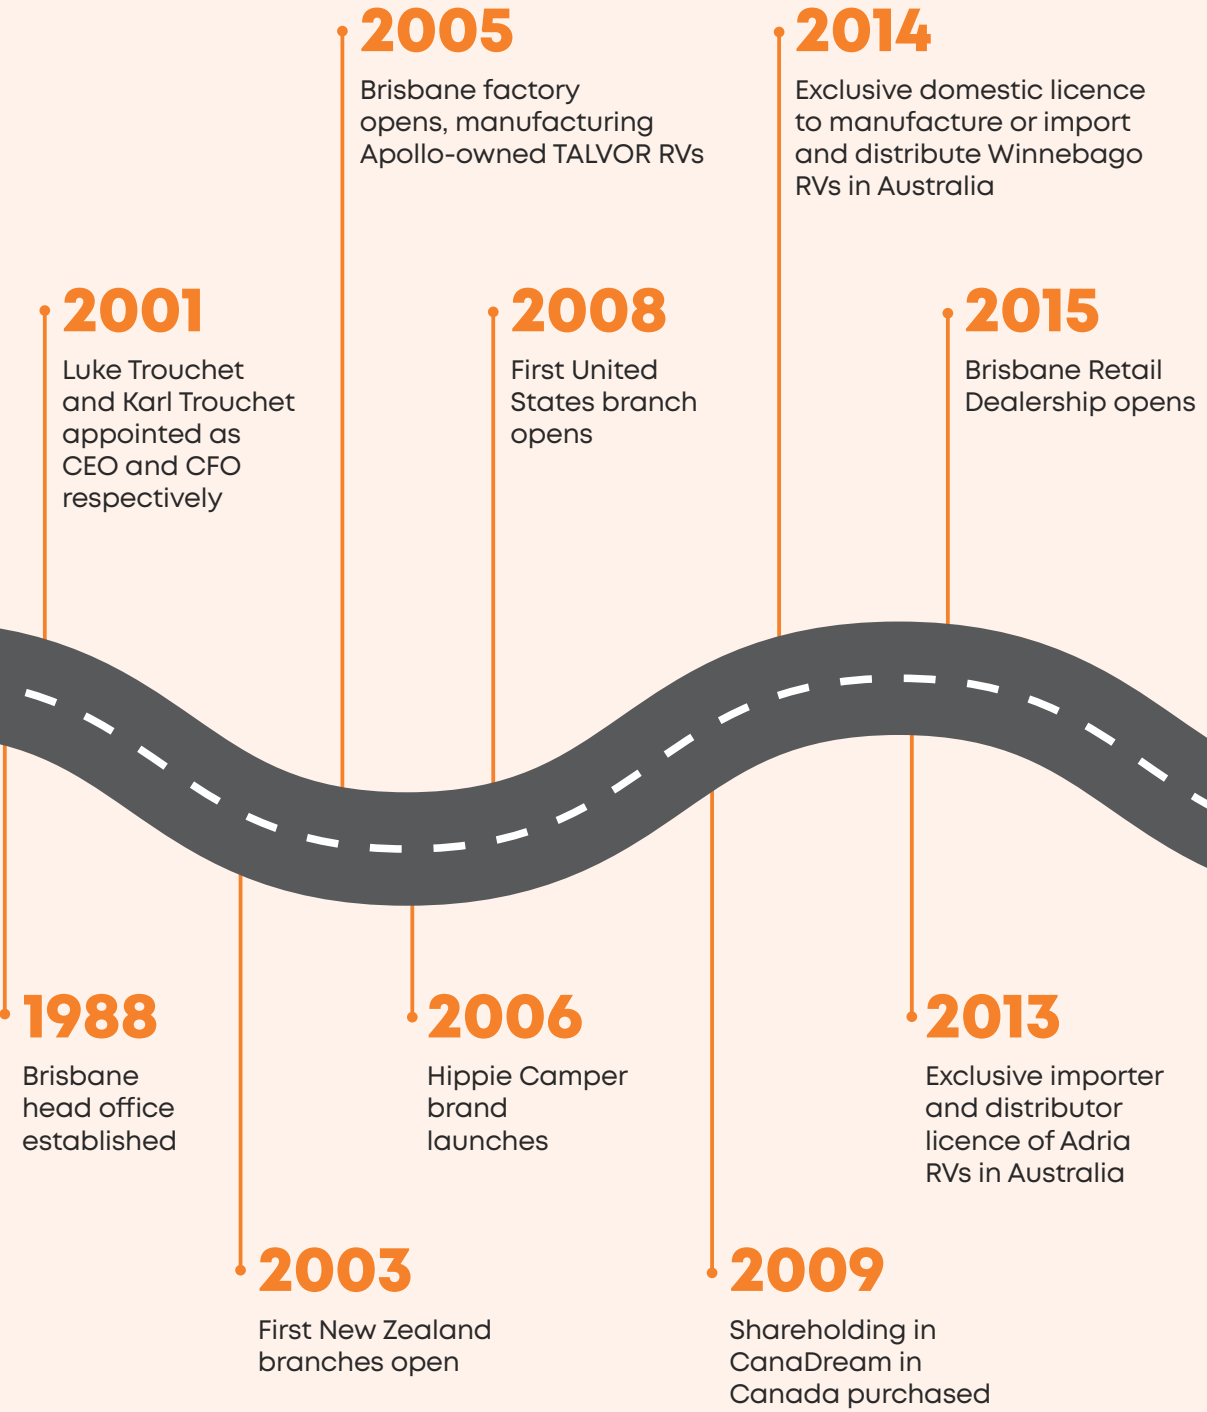 2005
Brisbane factory
opens, manufacturing
Apollo-owned TALVOR RVs
2014
Exclusive domestic licence
to manufacture or import
and distribute Winnebago
RVs in Australia
2001
Luke Trouchet
and Karl Trouchet
appointed as
CEO and CFO
respectively
2008
First United
States branch
opens
2015
Brisbane Retail
Dealership opens
1988
Brisbane
head office
established
2006
Hippie Camper
brand
launches
2013
Exclusive importer
and distributor
licence of Adria
RVs in Australia
2003
First New Zealand
branches open
2009
Shareholding in
CanaDream in
Canada purchased